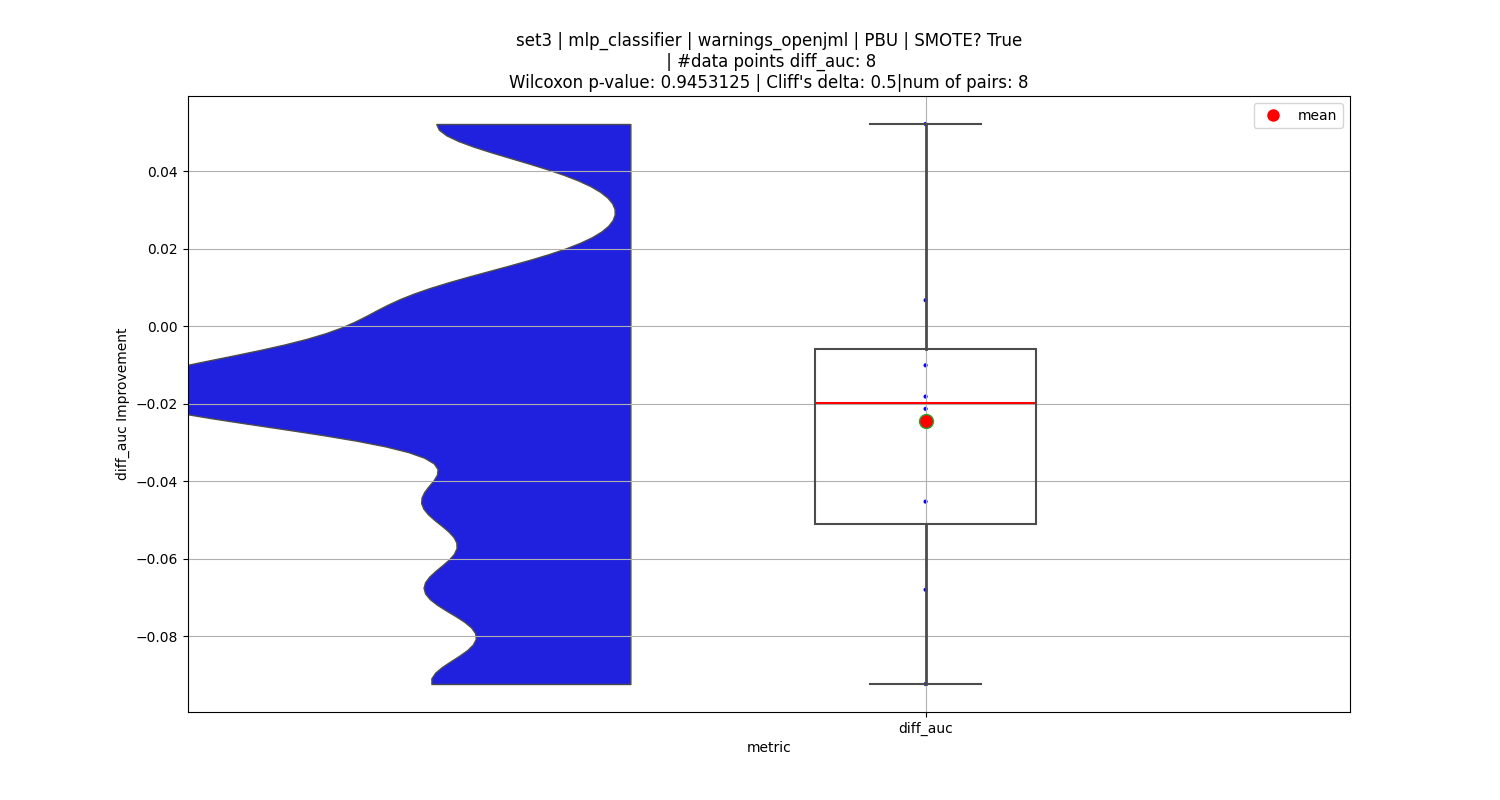 set3 | mlp_classifier | warnings_openjml | PBU | SMOTE? True
| #data points diff_auc: 8
Wilcoxon p-value: 0.9453125 | Cliff's delta: 0.5|num of pairs: 8
mean
0.04
0.02
0.00
−0.02
−0.04
−0.06
−0.08
diff_auc Improvement
diff_auc
metric